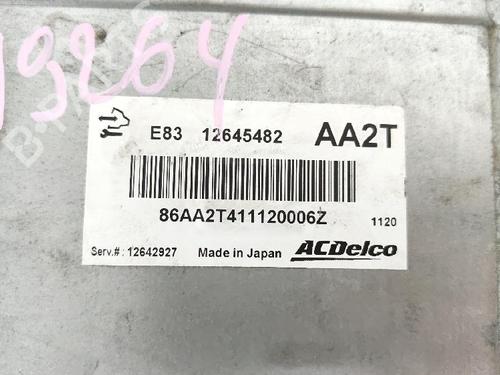 19264
E83 12645482 AA2T
86AA2T411120006Z 1120
Serv.# : 12642927 Made in Japan ACDelco